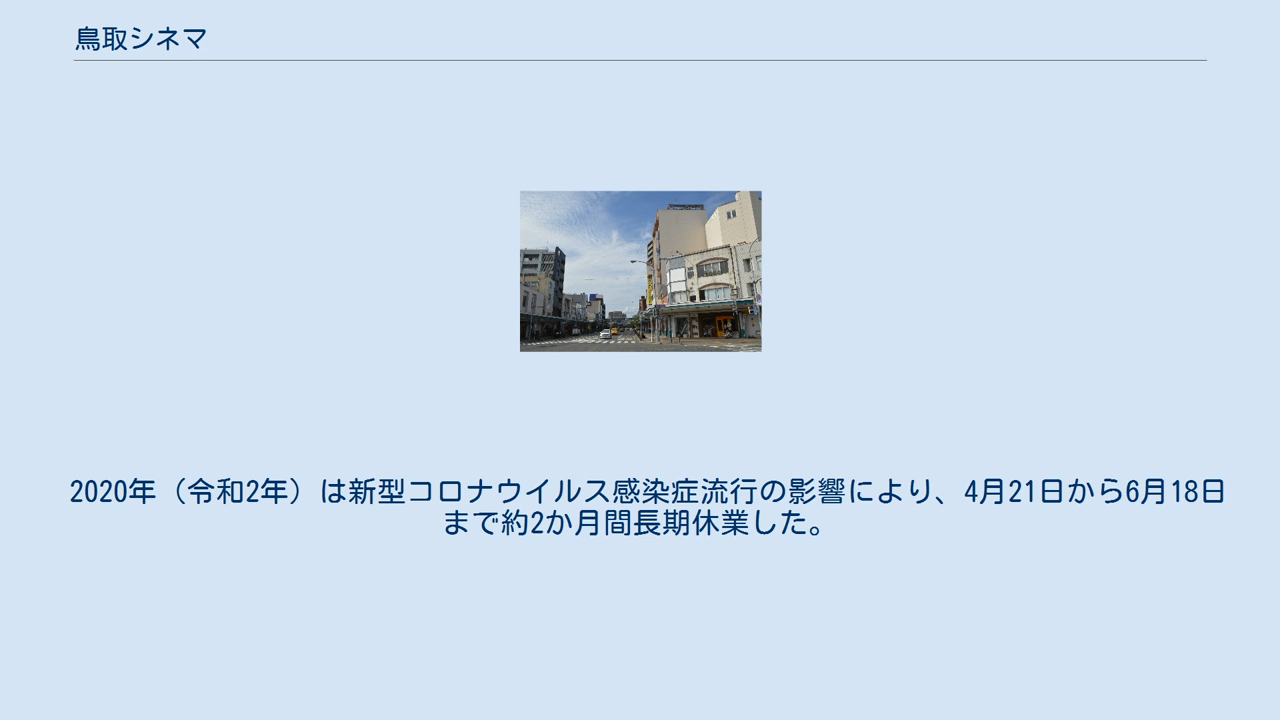 鳥取シネマ
2020年（令和2年）は新型コロナウイルス感染症流行の影響により、4月21日から6月18日
まで約2か月間長期休業した。